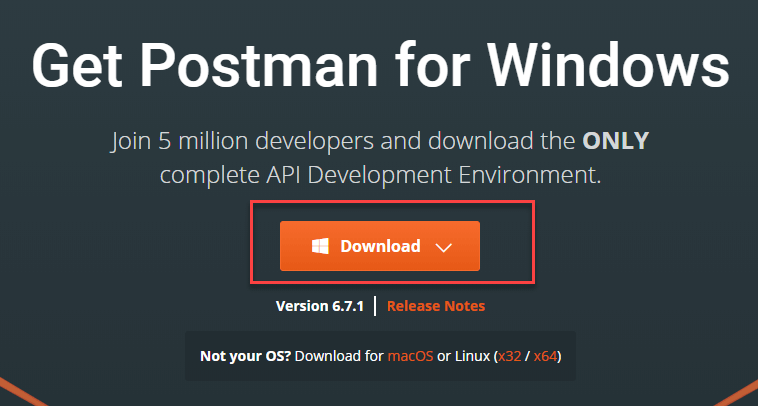 Get Postman for Windows
Join 5 million developers and download the ONLY
complete API Development Environment.
Download
Version 6.7.1 | Release Notes
Not your OS? Download for macOS or Linux (x32 / x64)